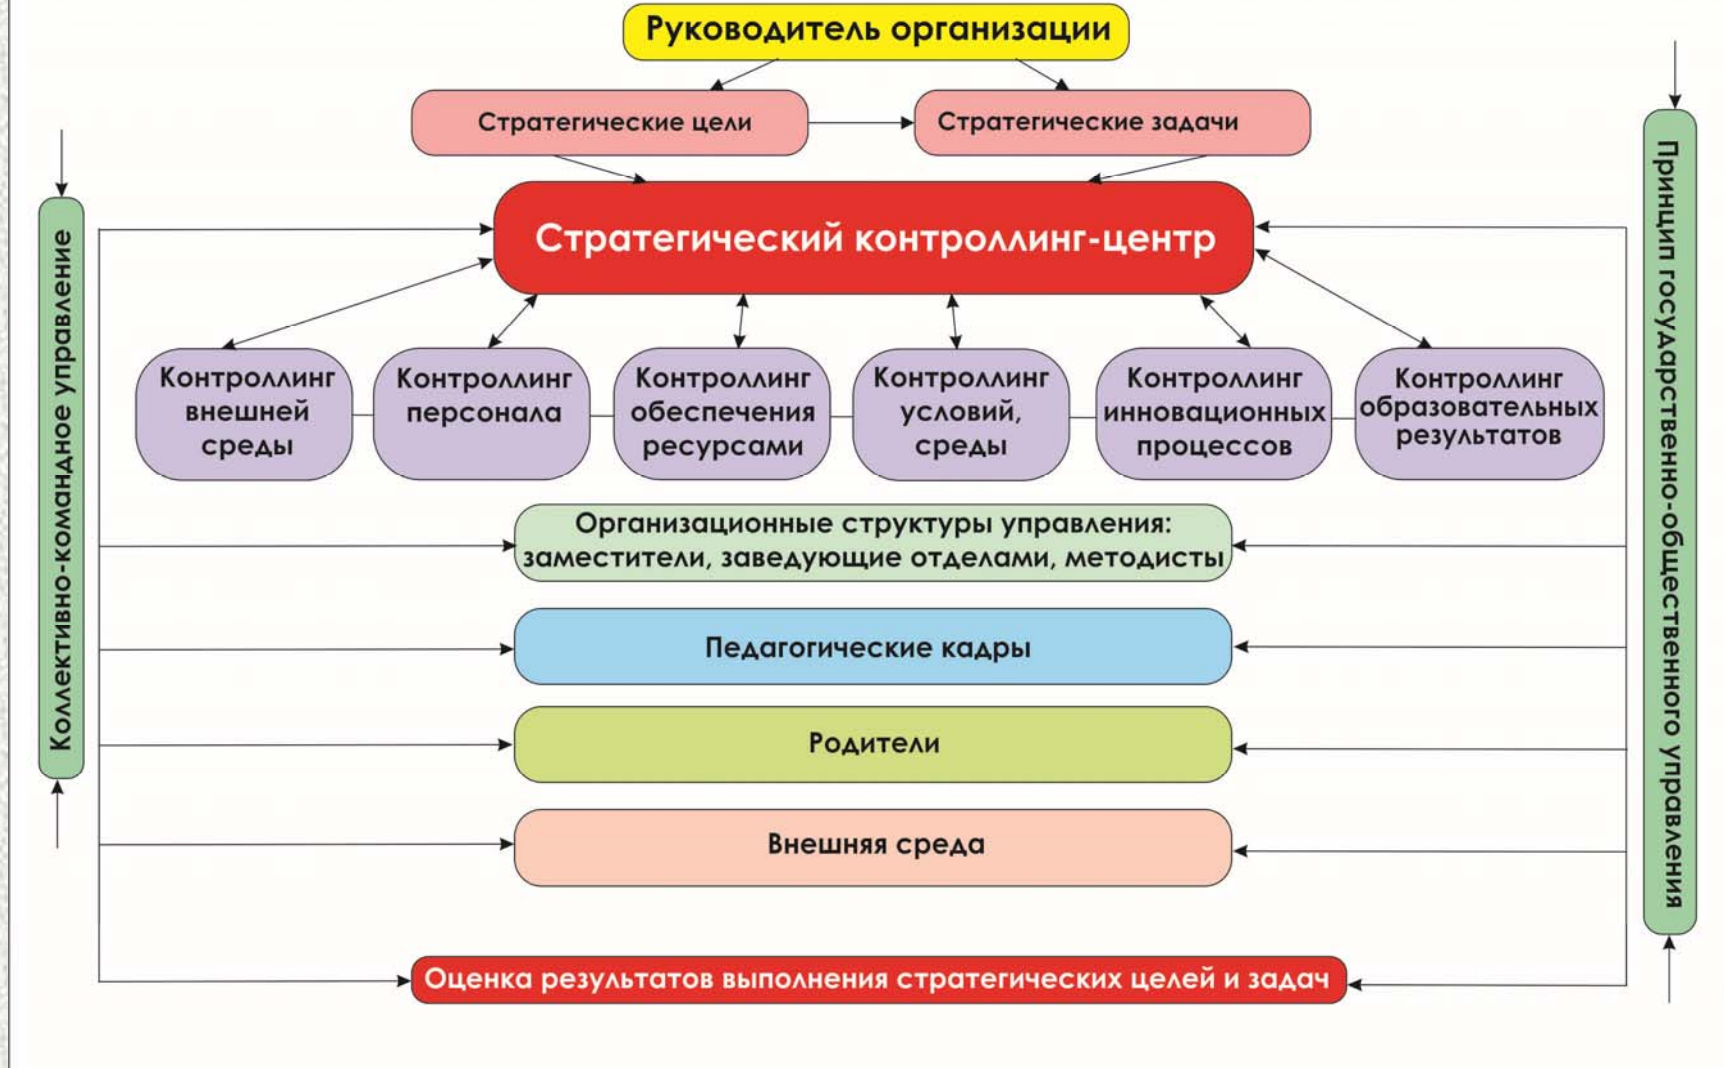 Руководитель организации
Стратегические цели
Стратегические задачи
Стратегический контроллинг-центр
Контроллинг
внешней
среды
Контроллинг
персонала
Контроллинг
обеспечения
ресурсами
Контроллинг
условий,
среды
Контроллинг
инновационных
процессов
Контроллинг
образовательных
результатов
Организационные структуры управления:
заместители, заведующие отделами, методисты
Педагогические кадры
Родители
Внешняя среда
Оценка результатов выполнения стратегических целей и задач
Коллективно-командное управление
Принцип государственно-общественного управления